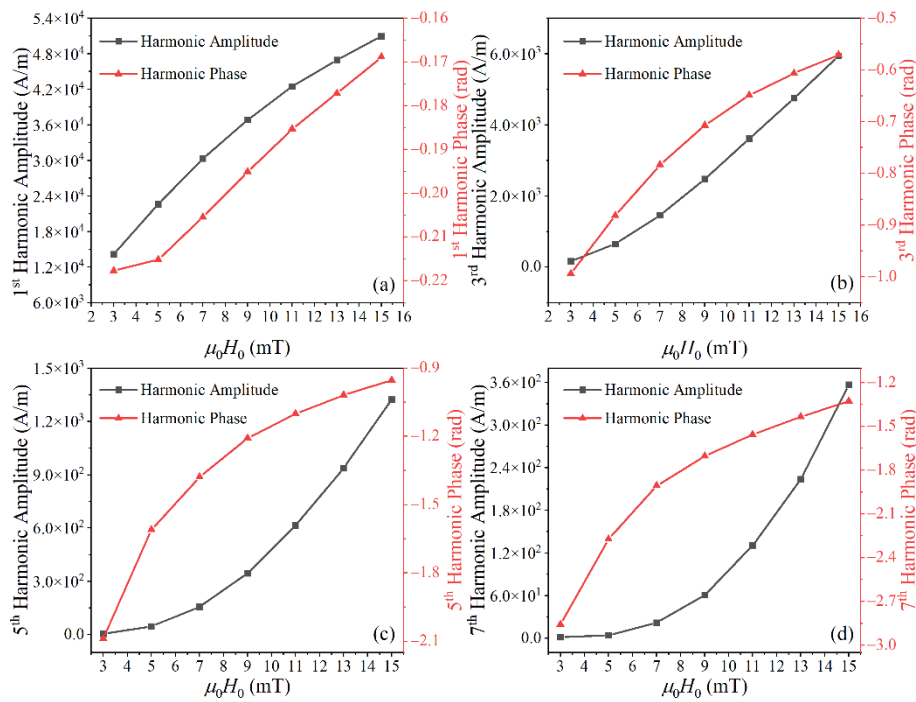 5.4×10⁴
4.8×10⁴
4.2×10⁴
3.6×10⁴
3.0×10⁴
2.4×10⁴
1.8×10⁴
1.2×10⁴
6.0×10³
1ˢᵗ Harmonic Amplitude (A/m)
Harmonic Amplitude
Harmonic Phase
(a)
−0.16
−0.17
−0.18
−0.19
−0.20
−0.21
−0.22
1ˢᵗ Harmonic Phase (rad)
2 3 4 5 6 7 8 9 10 11 12 13 14 15 16
μ₀H₀ (mT)
6.0×10³
4.0×10³
2.0×10³
0.0
3ʳᵈ Harmonic Amplitude (A/m)
Harmonic Amplitude
Harmonic Phase
(b)
−0.5
−0.6
−0.7
−0.8
−0.9
−1.0
3ʳᵈ Harmonic Phase (rad)
2 3 4 5 6 7 8 9 10 11 12 13 14 15 16
μ₀H₀ (mT)
1.5×10³
1.2×10³
9.0×10²
6.0×10²
3.0×10²
0.0
5ᵗʰ Harmonic Amplitude (A/m)
Harmonic Amplitude
Harmonic Phase
(c)
−0.9
−1.2
−1.5
−1.8
−2.1
5ᵗʰ Harmonic Phase (rad)
3 4 5 6 7 8 9 10 11 12 13 14 15
μ₀H₀ (mT)
3.6×10²
2.4×10²
1.2×10²
6.0×10¹
0.0
7ᵗʰ Harmonic Amplitude (A/m)
Harmonic Amplitude
Harmonic Phase
(d)
−1.2
−1.5
−1.8
−2.1
−2.4
−2.7
−3.0
7ᵗʰ Harmonic Phase (rad)
3 4 5 6 7 8 9 10 11 12 13 14 15
μ₀H₀ (mT)